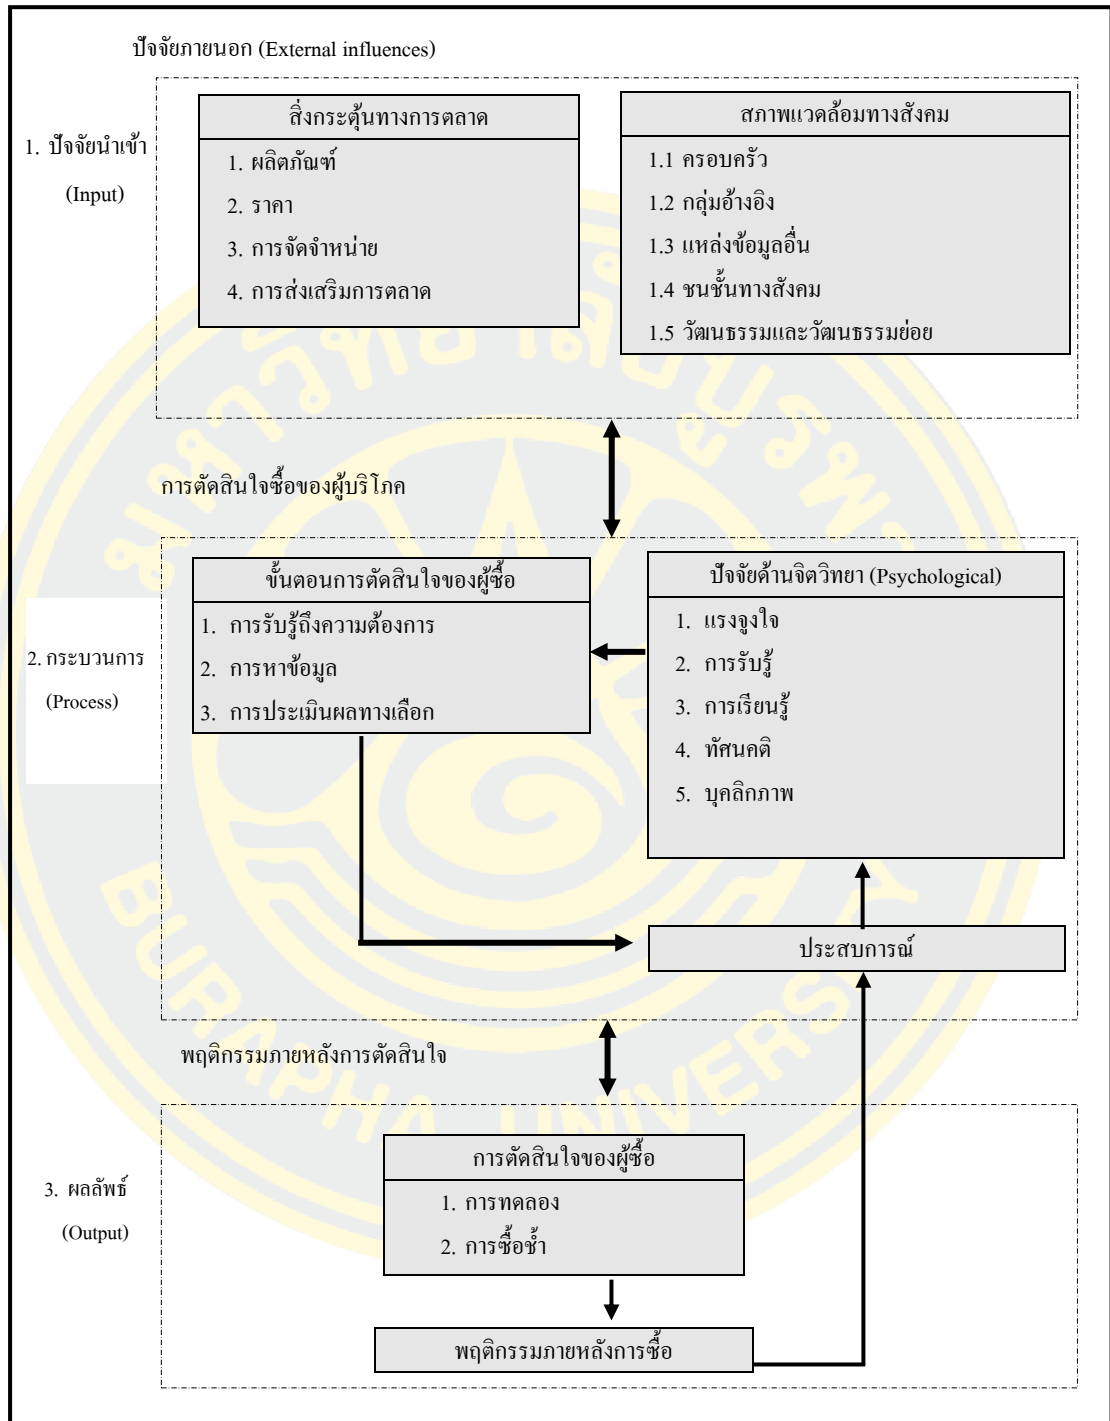 ปัจจัยภายนอก (External influences)
1. ปัจจัยนำเข้า
(Input)
สิ่งกระตุ้นทางการตลาด
1. ผลิตภัณฑ์
2. ราคา
3. การจัดจำหน่าย
4. การส่งเสริมการตลาด
สภาพแวดล้อมทางสังคม
1.1 ครอบครัว
1.2 กลุ่มอ้างอิง
1.3 แหล่งข้อมูลอื่น
1.4 ชนชั้นทางสังคม
1.5 วัฒนธรรมและวัฒนธรรมย่อย
การตัดสินใจซื้อของผู้บริโภค
2. กระบวนการ
(Process)
ขั้นตอนการตัดสินใจของผู้ซื้อ
1. การรับรู้ถึงความต้องการ
2. การหาข้อมูล
3. การประเมินผลทางเลือก
ปัจจัยด้านจิตวิทยา (Psychological)
1. แรงจูงใจ
2. การรับรู้
3. การเรียนรู้
4. ทัศนคติ
5. บุคลิกภาพ
ประสบการณ์
พฤติกรรมภายหลังการตัดสินใจ
3. ผลลัพธ์
(Output)
การตัดสินใจของผู้ซื้อ
1. การทดลอง
2. การซื้อซ้ำ
พฤติกรรมภายหลังการซื้อ
มหาวิทยาลัยบูรพา
BURAPHA UNIVERSITY